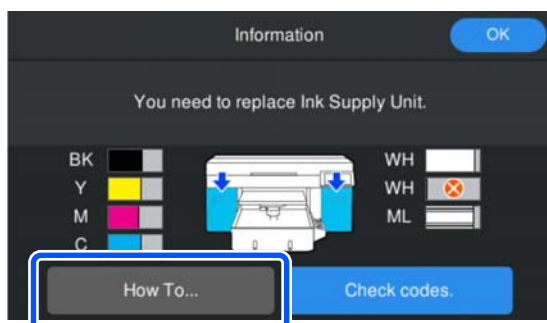 Information
OK
You need to replace Ink Supply Unit.
BK
WH
Y
WH
M
ML
C
How To...
Check codes.